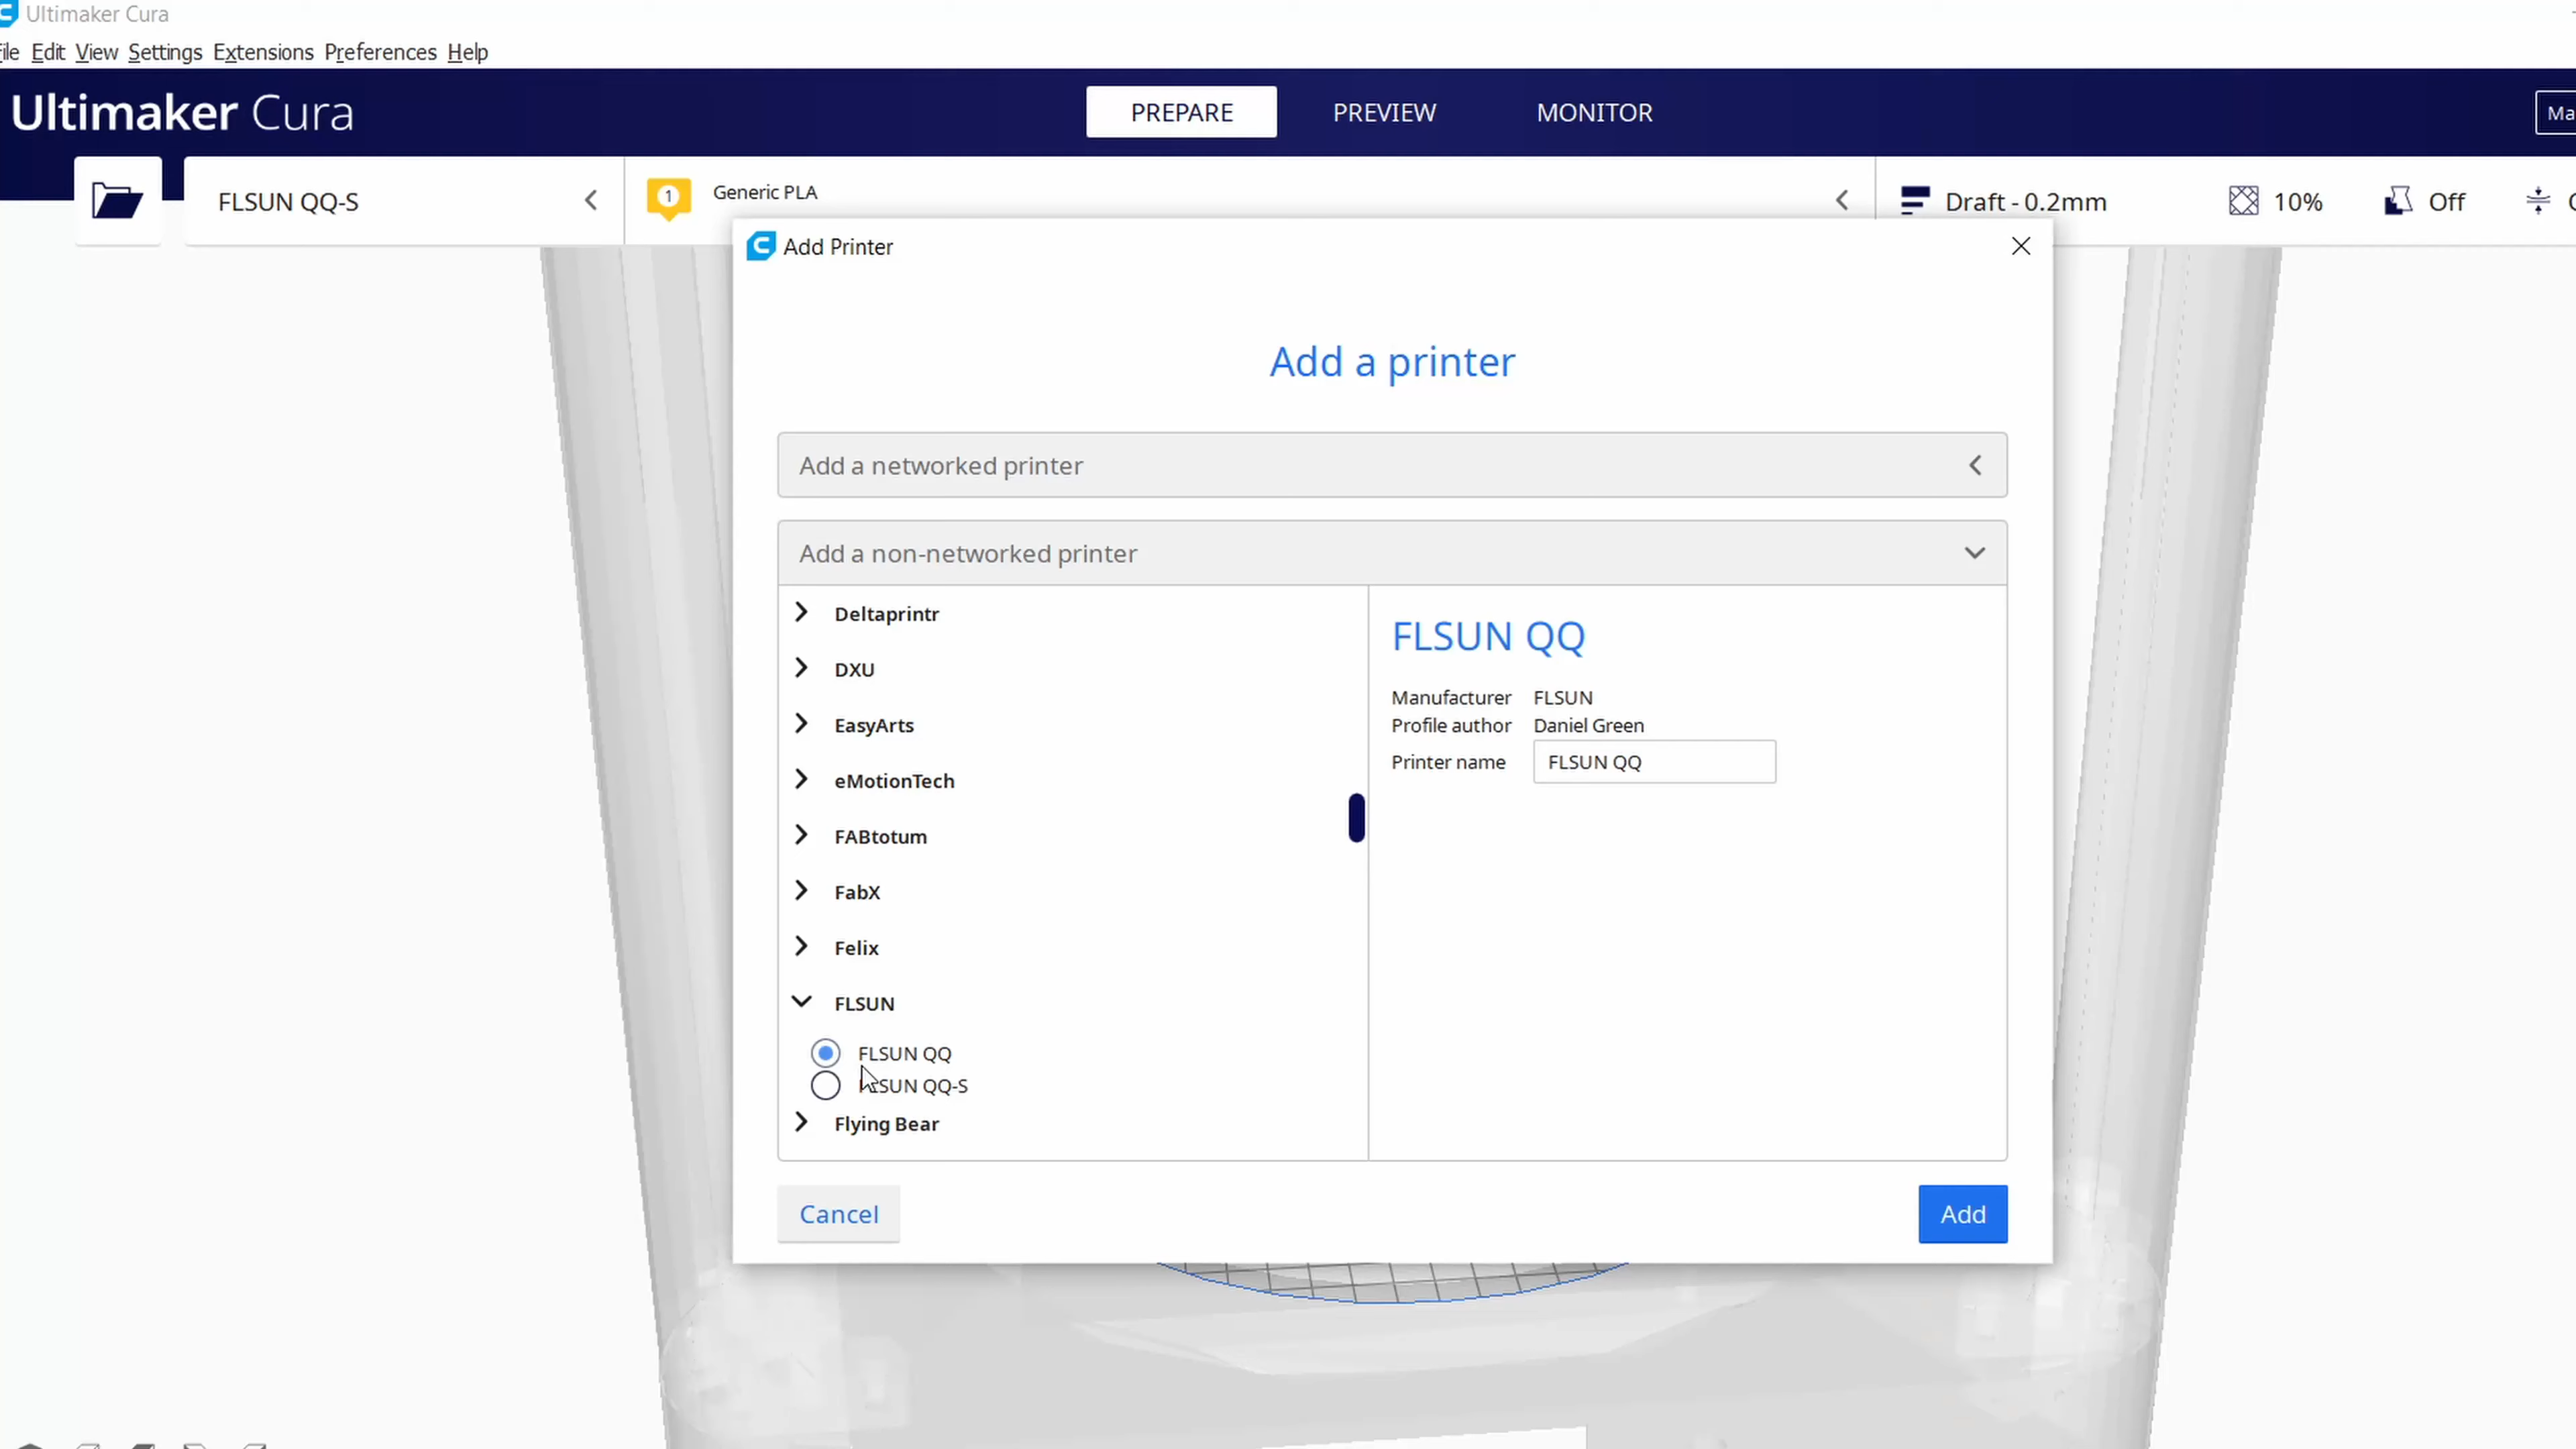 Ultimaker Cura
File Edit View Settings Extensions Preferences Help
Ultimaker Cura
PREPARE PREVIEW MONITOR
FLSUN QQ-S
1 Generic PLA
Draft - 0.2mm 10% Off
Add Printer
Add a printer
Add a networked printer
Add a non-networked printer
Deltaprintr
DXU
EasyArts
eMotionTech
FABtotum
FabX
Felix
FLSUN
FLSUN QQ
FLSUN QQ-S
Flying Bear
FLSUN QQ
Manufacturer FLSUN
Profile author Daniel Green
Printer name FLSUN QQ
Cancel Add